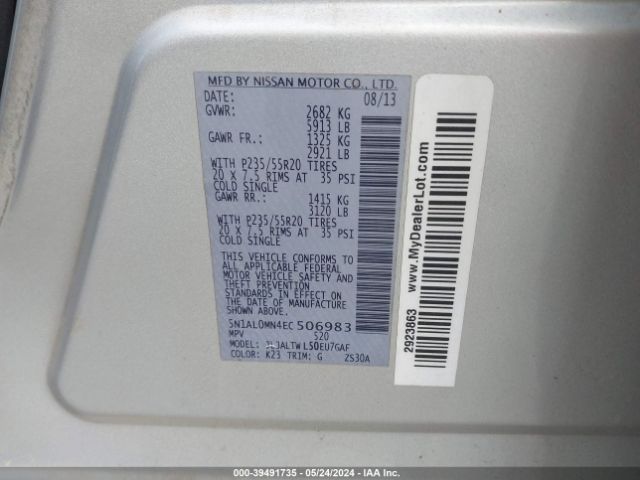 MFD BY NISSAN MOTOR CO., LTD.
DATE: 08/13
GVWR: 2682 KG
5913 LB
GAWR FR.: 1325 KG
2921 LB
WITH P235/55R20 TIRES
20 X 7.5 RIMS AT 35 PSI
COLD SINGLE
GAWR RR.: 1415 KG
3120 LB
WITH P235/55R20 TIRES
20 X 7.5 RIMS AT 35 PSI
COLD SINGLE
THIS VEHICLE CONFORMS TO
ALL APPLICABLE FEDERAL
MOTOR VEHICLE SAFETY AND
THEFT PREVENTION
STANDARDS IN EFFECT ON
THE DATE OF MANUFACTURE
SHOWN ABOVE.
5N1AL0MN4EC 506983
MPV 520
MODEL: L50EU7GAF
COLOR: K23 TRIM: G ZS30A
www.MyDealerLot.com
2923863
000-39491735 - 05/24/2024 - IAA Inc.